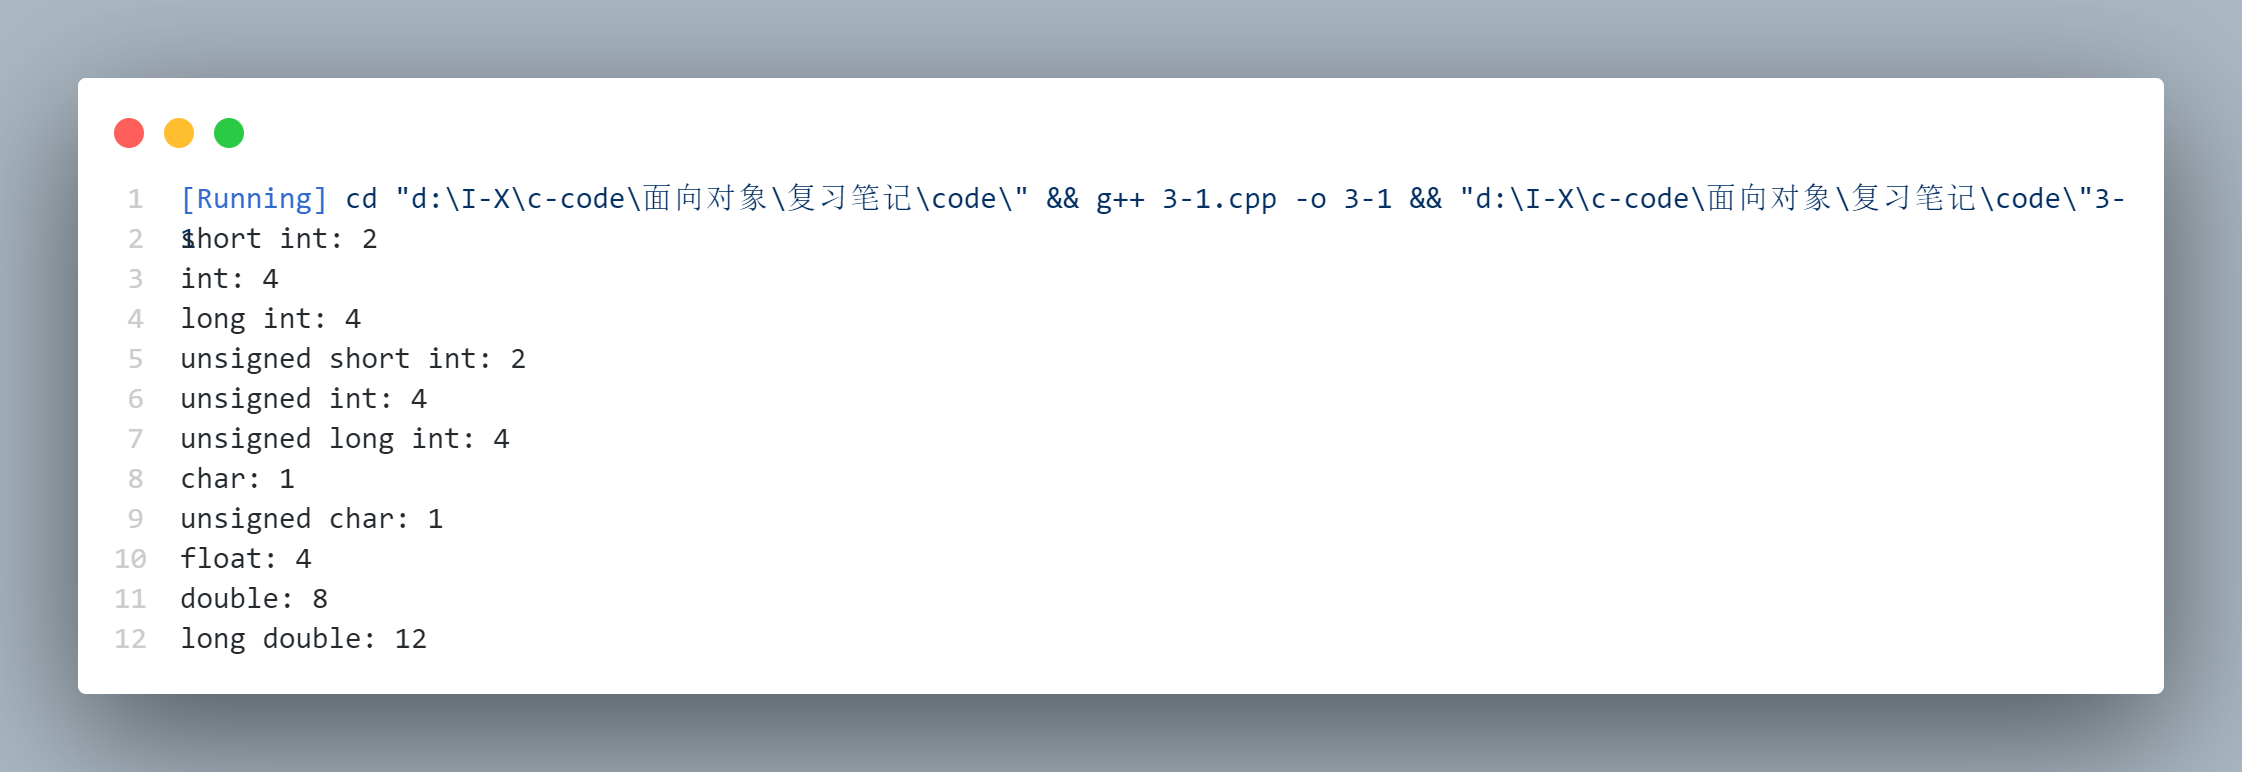 1 [Running] cd "d:\I-X\c-code\面向对象\复习笔记\code\" && g++ 3-1.cpp -o 3-1 && "d:\I-X\c-code\面向对象\复习笔记\code\"3-
1
2 short int: 2
3 int: 4
4 long int: 4
5 unsigned short int: 2
6 unsigned int: 4
7 unsigned long int: 4
8 char: 1
9 unsigned char: 1
10 float: 4
11 double: 8
12 long double: 12